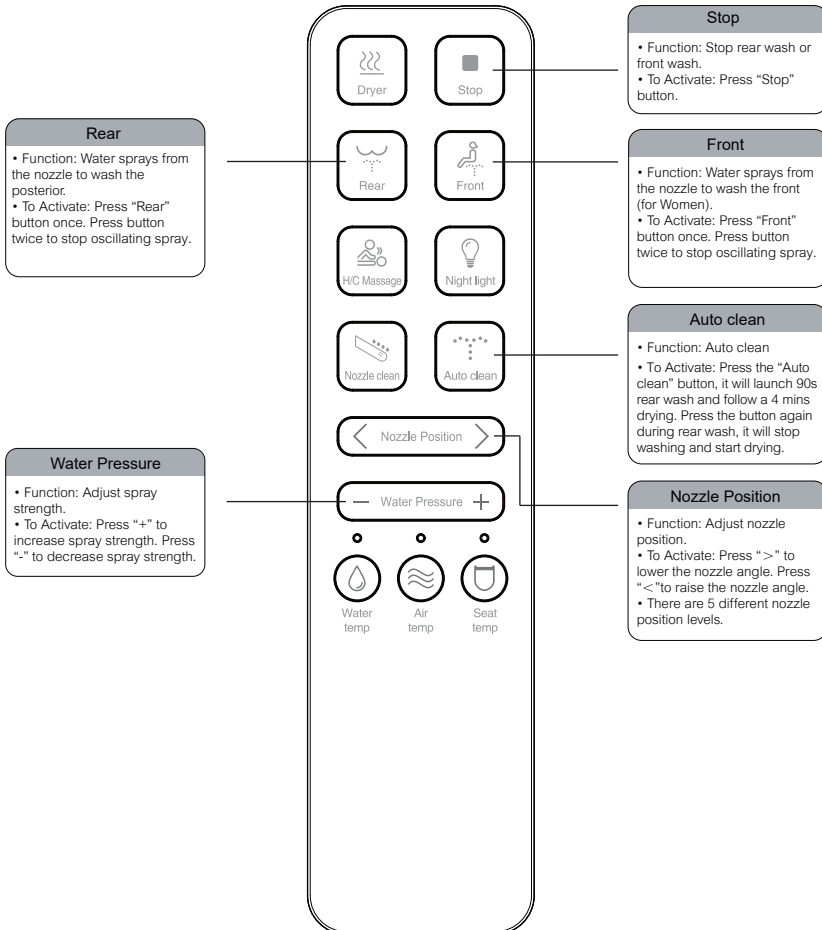 Dryer
Stop
Rear
Front
H/C Massage
Night light
Nozzle clean
Auto clean
Nozzle Position
Water Pressure
Water
temp
Air
temp
Seat
temp
Rear
• Function: Water sprays from
the nozzle to wash the
posterior.
• To Activate: Press “Rear”
button once. Press button
twice to stop oscillating spray.
Water Pressure
• Function: Adjust spray
strength.
• To Activate: Press “+” to
increase spray strength. Press
“-” to decrease spray strength.
Stop
• Function: Stop rear wash or
front wash.
• To Activate: Press “Stop”
button.
Front
• Function: Water sprays from
the nozzle to wash the front
(for Women).
• To Activate: Press “Front”
button once. Press button
twice to stop oscillating spray.
Auto clean
• Function: Auto clean
• To Activate: Press the “Auto
clean” button, it will launch 90s
rear wash and follow a 4 mins
drying. Press the button again
during rear wash, it will stop
washing and start drying.
Nozzle Position
• Function: Adjust nozzle
position.
• To Activate: Press “>” to
lower the nozzle angle. Press
“<”to raise the nozzle angle.
• There are 5 different nozzle
position levels.